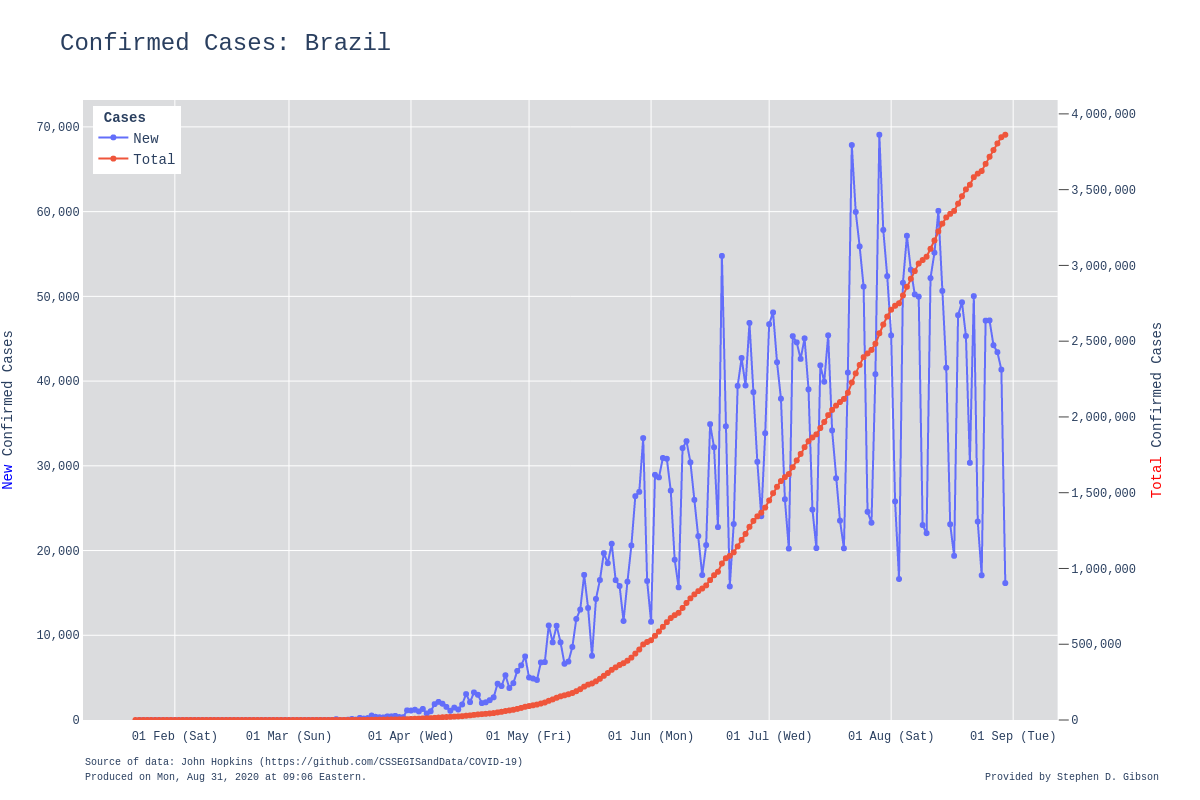 Confirmed Cases: Brazil
Cases
New
Total
70,000
60,000
50,000
40,000
30,000
20,000
10,000
0
New Confirmed Cases
4,000,000
3,500,000
3,000,000
2,500,000
2,000,000
1,500,000
1,000,000
500,000
0
Total Confirmed Cases
01 Feb (Sat) 01 Mar (Sun) 01 Apr (Wed) 01 May (Fri) 01 Jun (Mon) 01 Jul (Wed) 01 Aug (Sat) 01 Sep (Tue)
Source of data: John Hopkins (https://github.com/CSSEGISandData/COVID-19)
Produced on Mon, Aug 31, 2020 at 09:06 Eastern.
Provided by Stephen D. Gibson